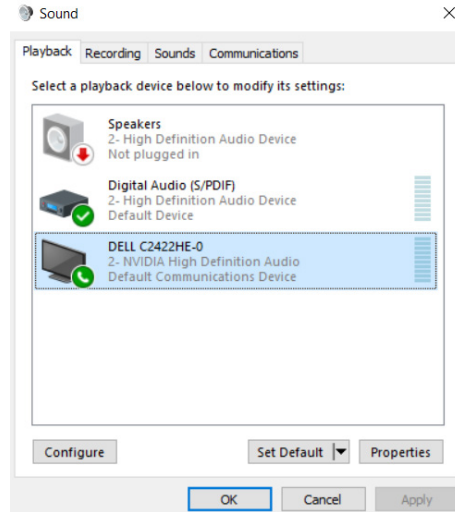 Sound
Playback Recording Sounds Communications
Select a playback device below to modify its settings:
Speakers
2- High Definition Audio Device
Not plugged in
Digital Audio (S/PDIF)
2- High Definition Audio Device
Default Device
DELL C2422HE-0
2- NVIDIA High Definition Audio
Default Communications Device
Configure Set Default Properties
OK Cancel Apply